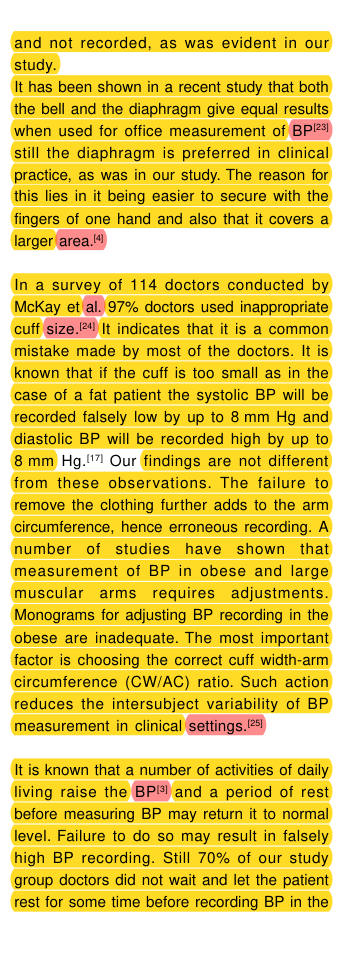 and not recorded, as was evident in our
study.
It has been shown in a recent study that both
the bell and the diaphragm give equal results
when used for office measurement of BP[23]
still the diaphragm is preferred in clinical
practice, as was in our study. The reason for
this lies in it being easier to secure with the
fingers of one hand and also that it covers a
larger area.[4]
In a survey of 114 doctors conducted by
McKay et al. 97% doctors used inappropriate
cuff size.[24] It indicates that it is a common
mistake made by most of the doctors. It is
known that if the cuff is too small as in the
case of a fat patient the systolic BP will be
recorded falsely low by up to 8 mm Hg and
diastolic BP will be recorded high by up to
8 mm Hg.[17] Our findings are not different
from these observations. The failure to
remove the clothing further adds to the arm
circumference, hence erroneous recording. A
number of studies have shown that
measurement of BP in obese and large
muscular arms requires adjustments.
Monograms for adjusting BP recording in the
obese are inadequate. The most important
factor is choosing the correct cuff width-arm
circumference (CW/AC) ratio. Such action
reduces the intersubject variability of BP
measurement in clinical settings.[25]
It is known that a number of activities of daily
living raise the BP[3] and a period of rest
before measuring BP may return it to normal
level. Failure to do so may result in falsely
high BP recording. Still 70% of our study
group doctors did not wait and let the patient
rest for some time before recording BP in the